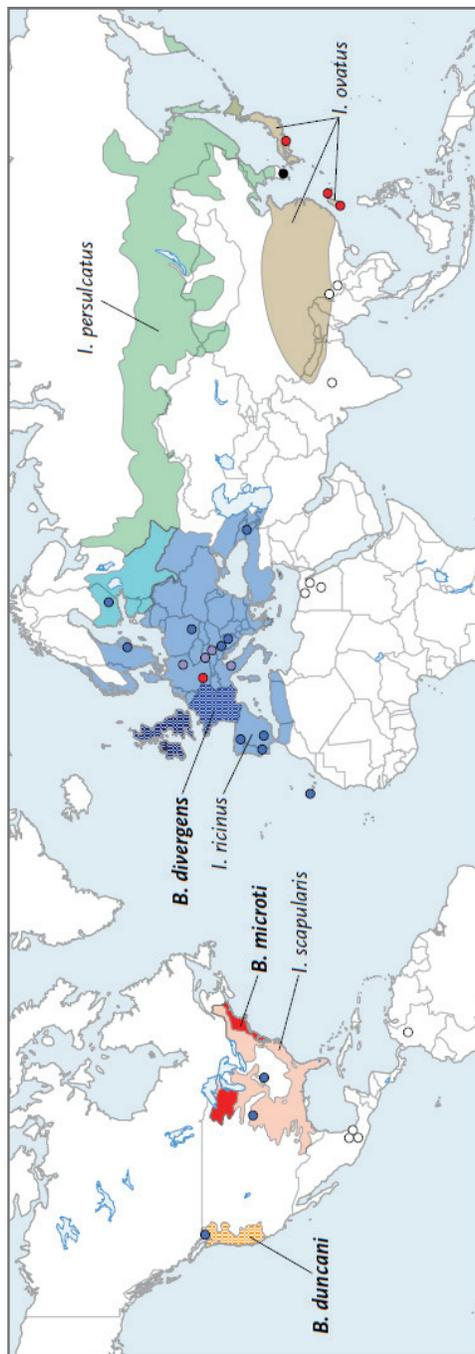 B. duncani
B. microti
I. scapularis
B. divergens
I. ricinus
I. persulcatus
I. ovatus